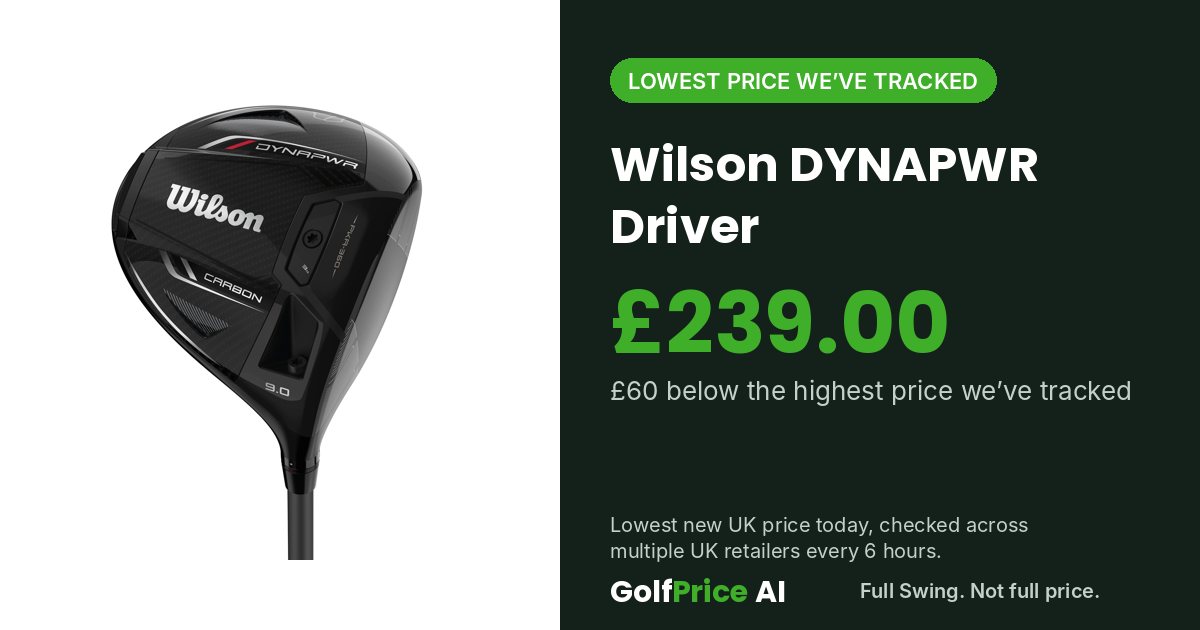 DYNAPWR
Wilson
PKR-360
CARBON
9.0
LOWEST PRICE WE’VE TRACKED
Wilson DYNAPWR
Driver
£239.00
£60 below the highest price we’ve tracked
Lowest new UK price today, checked across
multiple UK retailers every 6 hours.
GolfPrice AI
Full Swing. Not full price.